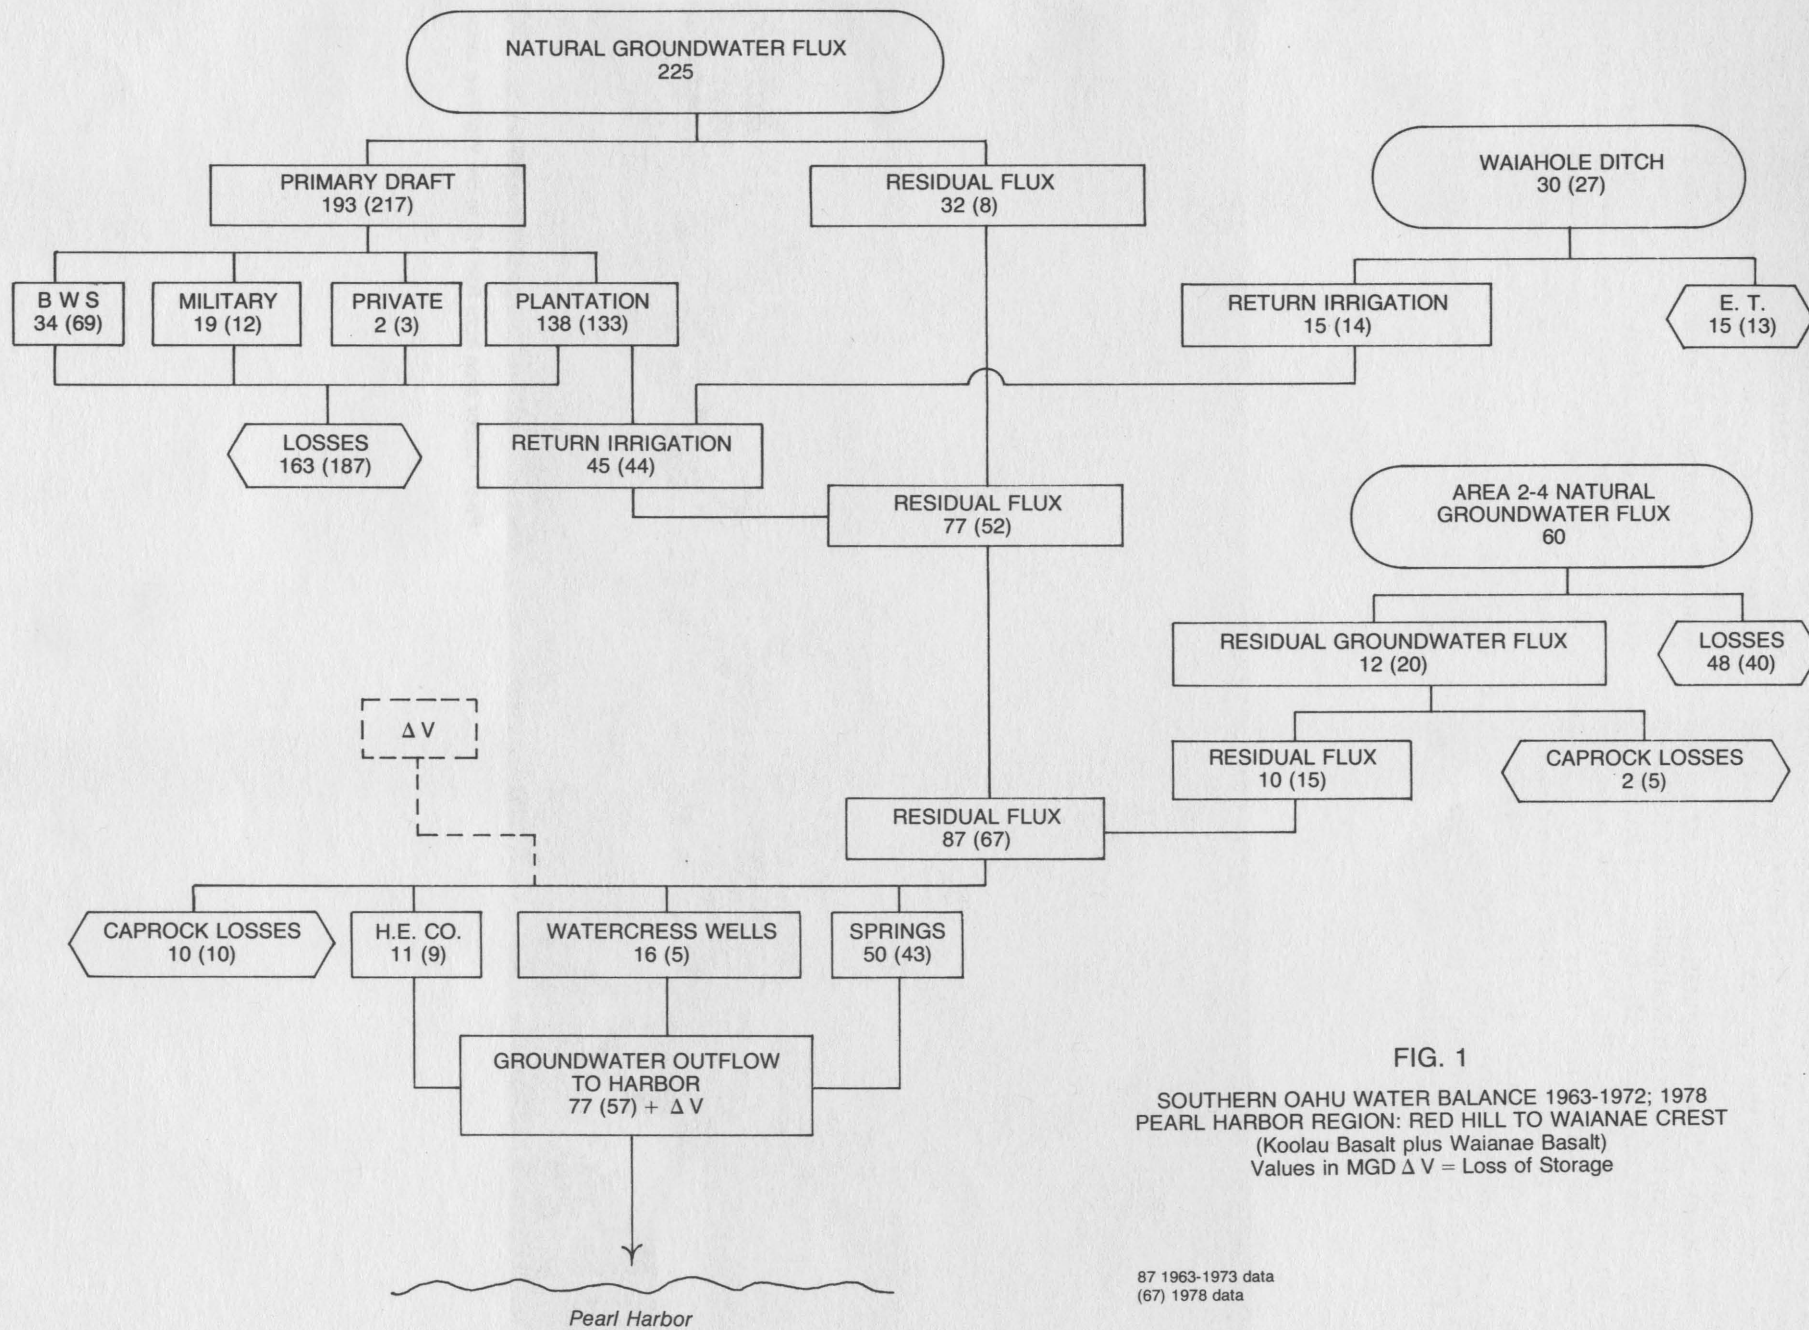 NATURAL GROUNDWATER FLUX
225
PRIMARY DRAFT
193 (217)
RESIDUAL FLUX
32 (8)
WAIAHOLE DITCH
30 (27)
B W S
34 (69)
MILITARY
19 (12)
PRIVATE
2 (3)
PLANTATION
138 (133)
RETURN IRRIGATION
15 (14)
E. T.
15 (13)
LOSSES
163 (187)
RETURN IRRIGATION
45 (44)
RESIDUAL FLUX
77 (52)
AREA 2-4 NATURAL
GROUNDWATER FLUX
60
RESIDUAL GROUNDWATER FLUX
12 (20)
LOSSES
48 (40)
Δ V
RESIDUAL FLUX
10 (15)
CAPROCK LOSSES
2 (5)
RESIDUAL FLUX
87 (67)
CAPROCK LOSSES
10 (10)
H.E. CO.
11 (9)
WATERCRESS WELLS
16 (5)
SPRINGS
50 (43)
GROUNDWATER OUTFLOW
TO HARBOR
77 (57) + Δ V
Pearl Harbor
FIG. 1
SOUTHERN OAHU WATER BALANCE 1963-1972; 1978
PEARL HARBOR REGION: RED HILL TO WAIANAE CREST
(Koolau Basalt plus Waianae Basalt)
Values in MGD Δ V = Loss of Storage
87 1963-1973 data
(67) 1978 data